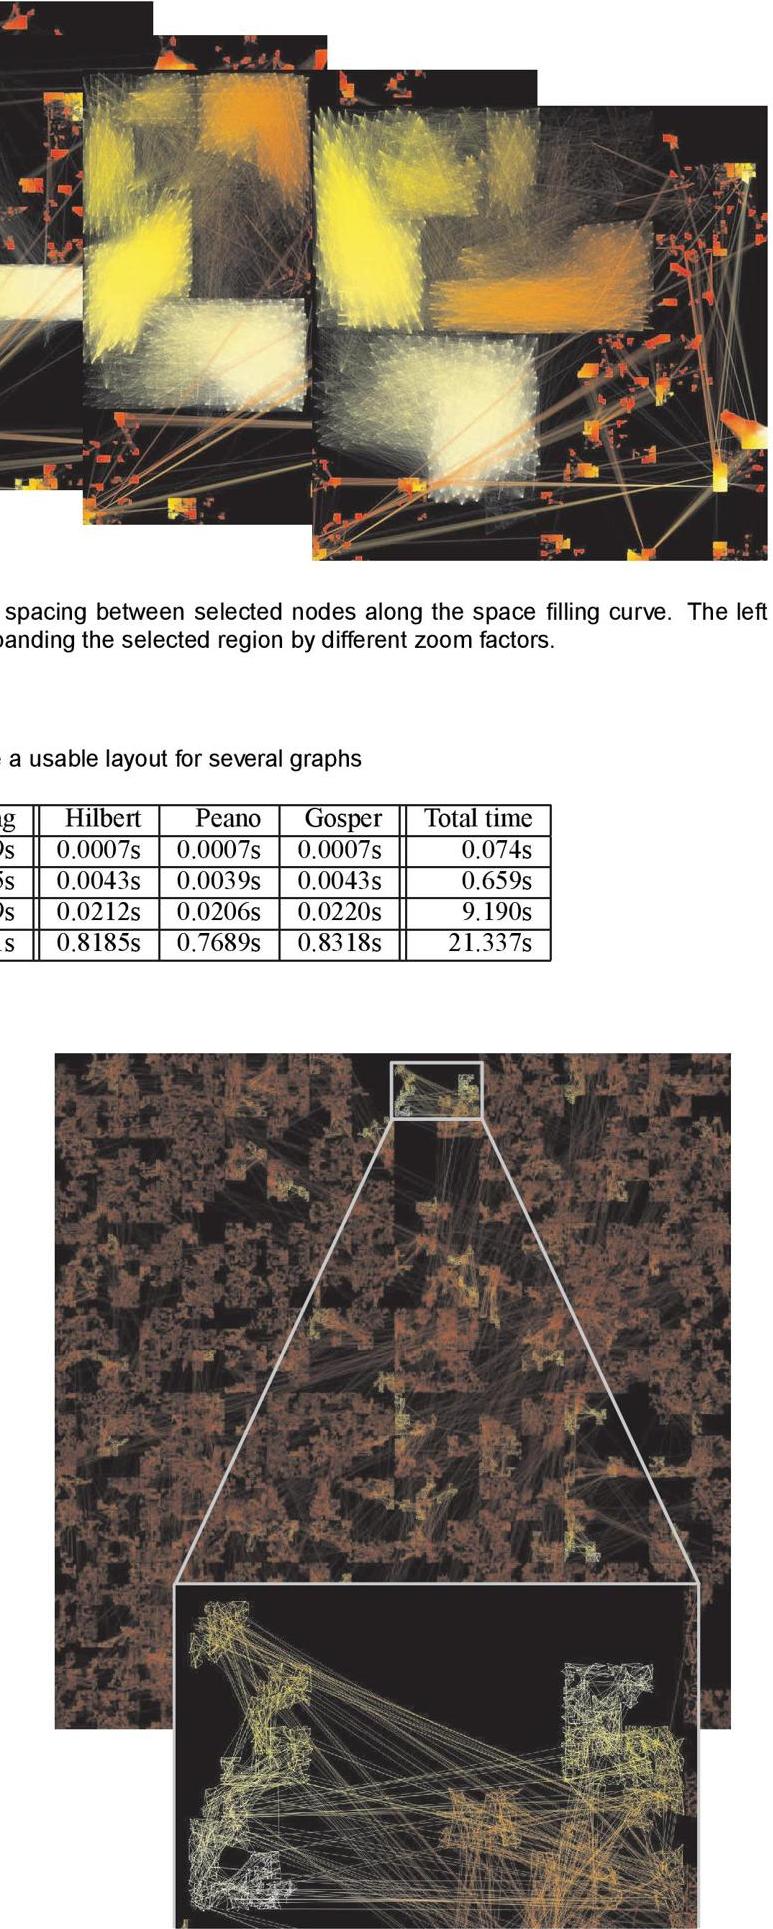 spacing between selected nodes along the space filling curve. The left
panding the selected region by different zoom factors.
e a usable layout for several graphs
g Hilbert Peano Gosper Total time
9s 0.0007s 0.0007s 0.0007s 0.074s
5s 0.0043s 0.0039s 0.0043s 0.659s
9s 0.0212s 0.0206s 0.0220s 9.190s
s 0.8185s 0.7689s 0.8318s 21.337s